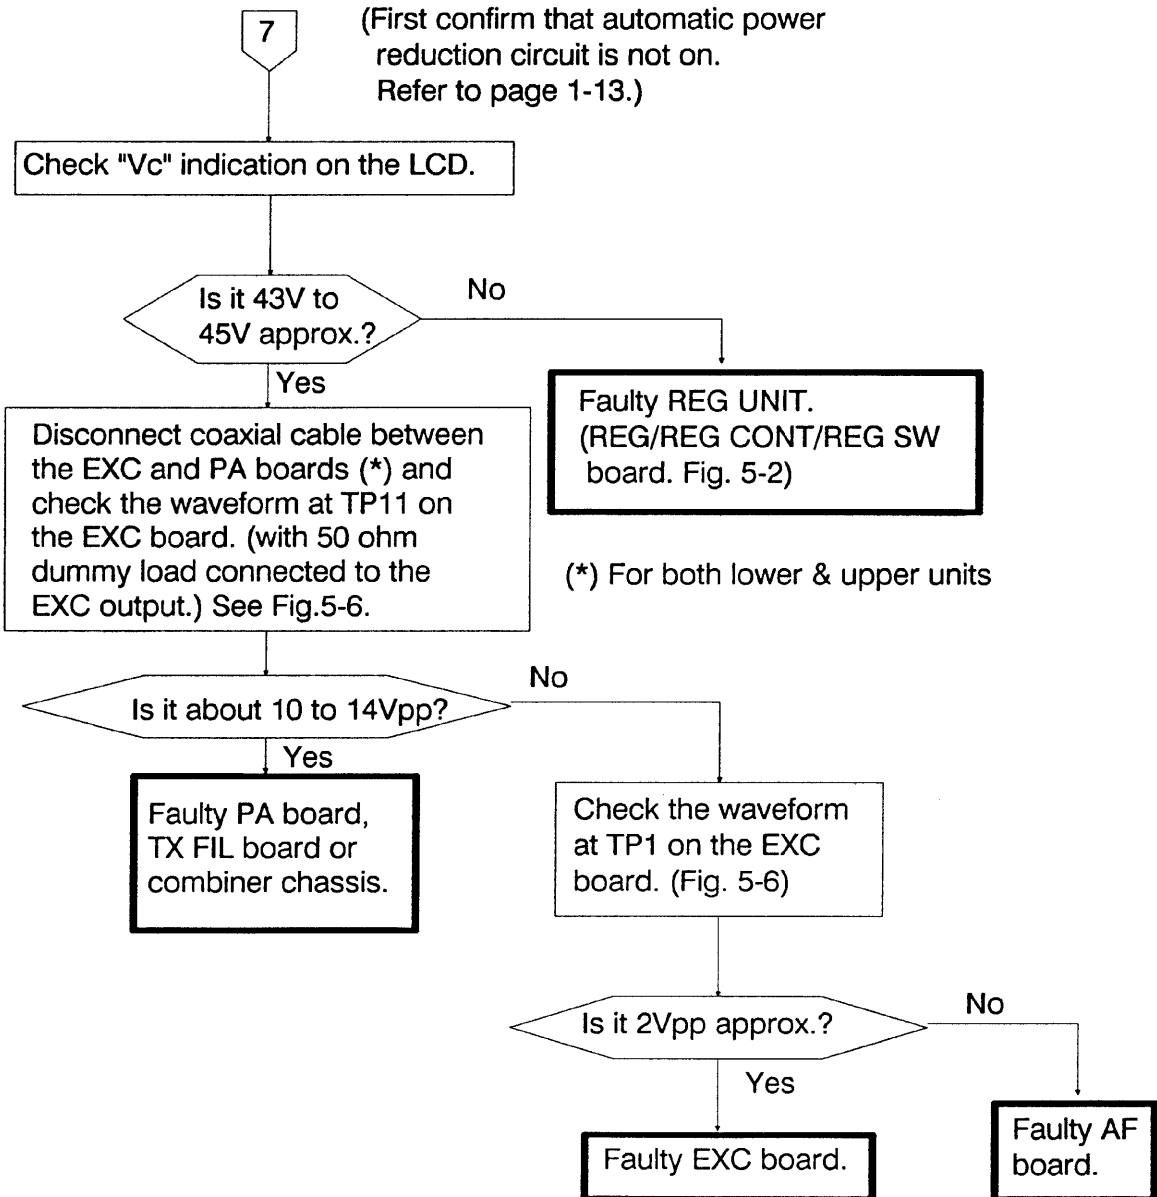 7
(First confirm that automatic power
reduction circuit is not on.
Refer to page 1-13.)
Check "Vc" indication on the LCD.
Is it 43V to
45V approx.?
No
Yes
Faulty REG UNIT.
(REG/REG CONT/REG SW
board. Fig. 5-2)
Disconnect coaxial cable between
the EXC and PA boards (*) and
check the waveform at TP11 on
the EXC board. (with 50 ohm
dummy load connected to the
EXC output.) See Fig.5-6.
(*) For both lower & upper units
Is it about 10 to 14Vpp?
No
Yes
Faulty PA board,
TX FIL board or
combiner chassis.
Check the waveform
at TP1 on the EXC
board. (Fig. 5-6)
Is it 2Vpp approx.?
No
Yes
Faulty EXC board.
Faulty AF
board.